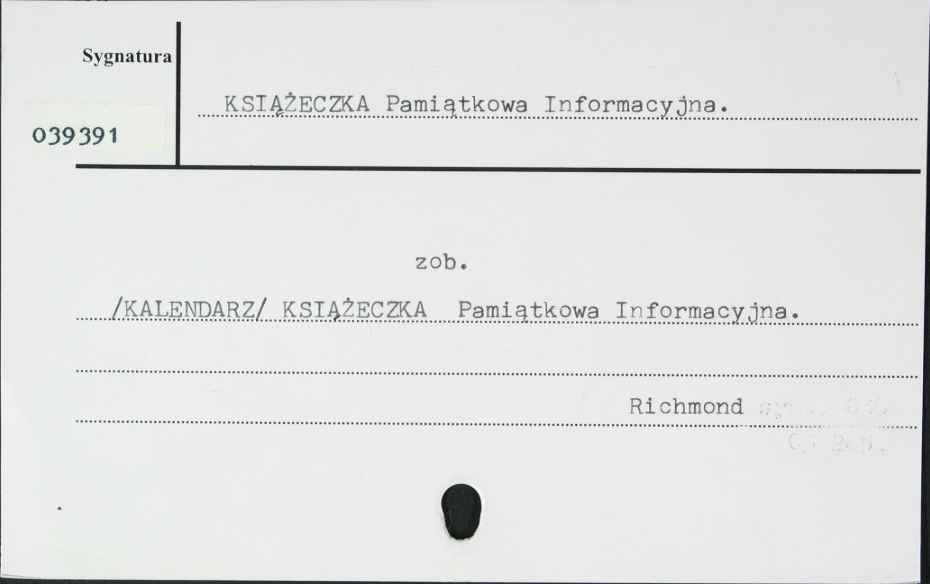 Sygnatura
KSIĄŻECZKA Pamiątkowa Informacyjna.
039391
zob.
/KALENDARZ/ KSIĄŻECZKA Pamiątkowa Informacyjna.
Richmond